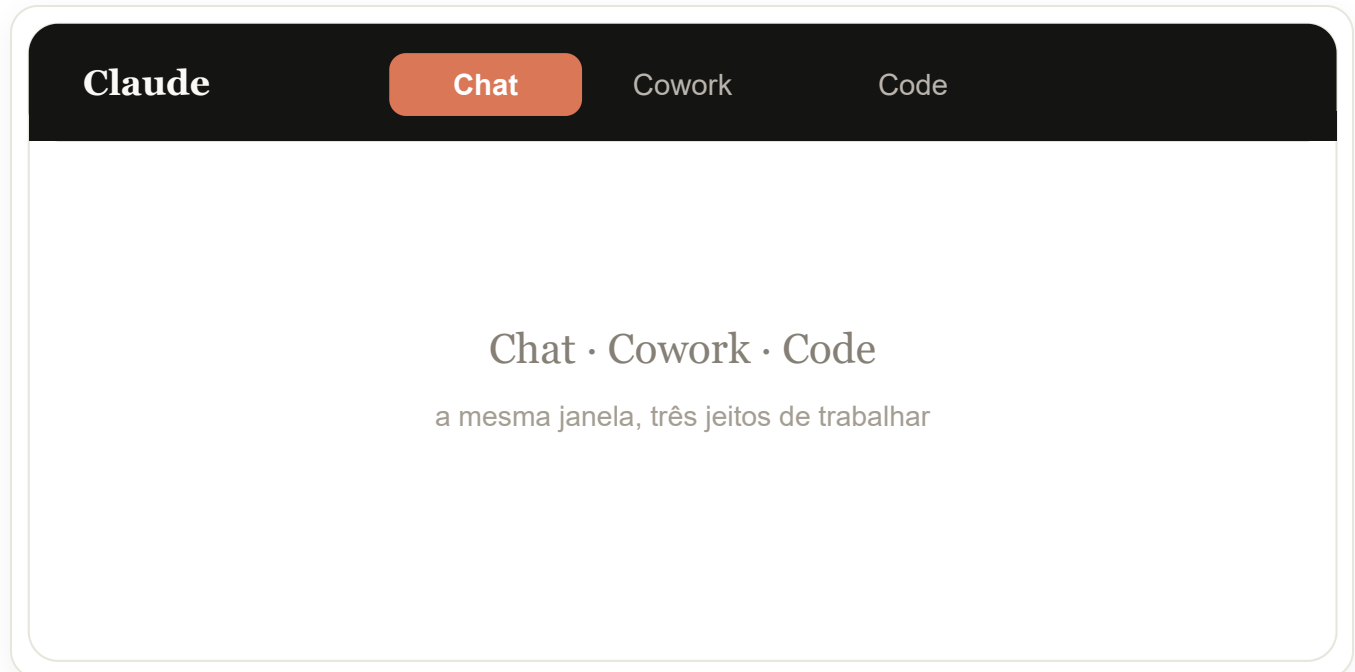 Claude Chat Cowork Code
Chat · Cowork · Code
a mesma janela, três jeitos de trabalhar